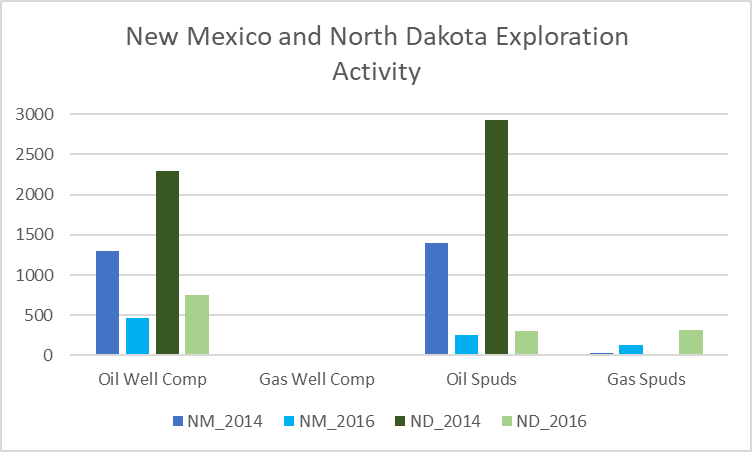 New Mexico and North Dakota Exploration
Activity
3000
2500
2000
1500
1000
500
0
Oil Well Comp Gas Well Comp Oil Spuds Gas Spuds
NM_2014 NM_2016 ND_2014 ND_2016